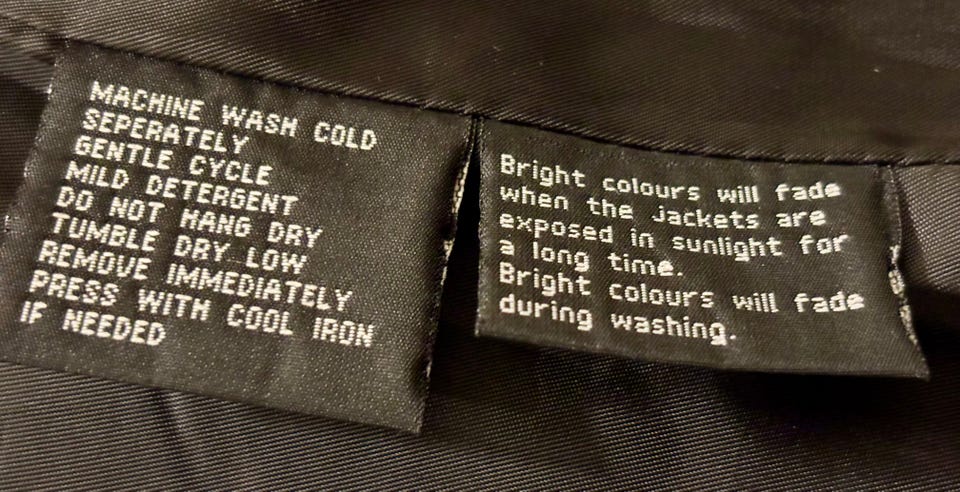 MACHINE WASH COLD
SEPERATELY
GENTLE CYCLE
MILD DETERGENT
DO NOT HANG DRY
TUMBLE DRY LOW
REMOVE IMMEDIATELY
PRESS WITH COOL IRON
IF NEEDED
Bright colours will fade
when the Jackets are
exposed in sunlight for
a long time.
Bright colours will fade
during washing.